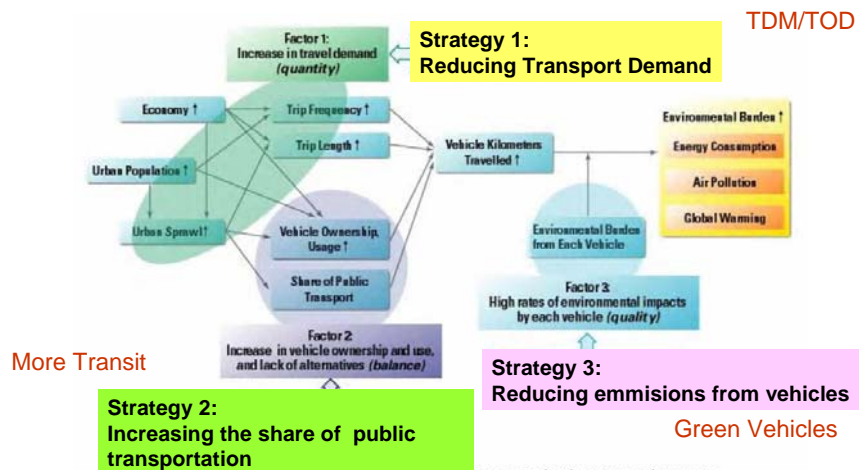 TDM/TOD
Factor 1:
Increase in travel demand
(quantity)
Strategy 1:
Reducing Transport Demand
Economy ↑
Trip Frequency ↑
Trip Length ↑
Urban Population ↑
Urban Sprawl ↑
Vehicle Ownership,
Usage ↑
Share of Public
Transport
Vehicle Kilometers
Travelled ↑
Environmental Burden
from Each Vehicle
Environmental Burden ↑
Energy Consumption
Air Pollution
Global Warming
Factor 2:
Increase in vehicle ownership and use,
and lack of alternatives (balance)
Factor 3:
High rates of environmental impacts
by each vehicle (quality)
More Transit
Strategy 2:
Increasing the share of public
transportation
Strategy 3:
Reducing emmisions from vehicles
Green Vehicles